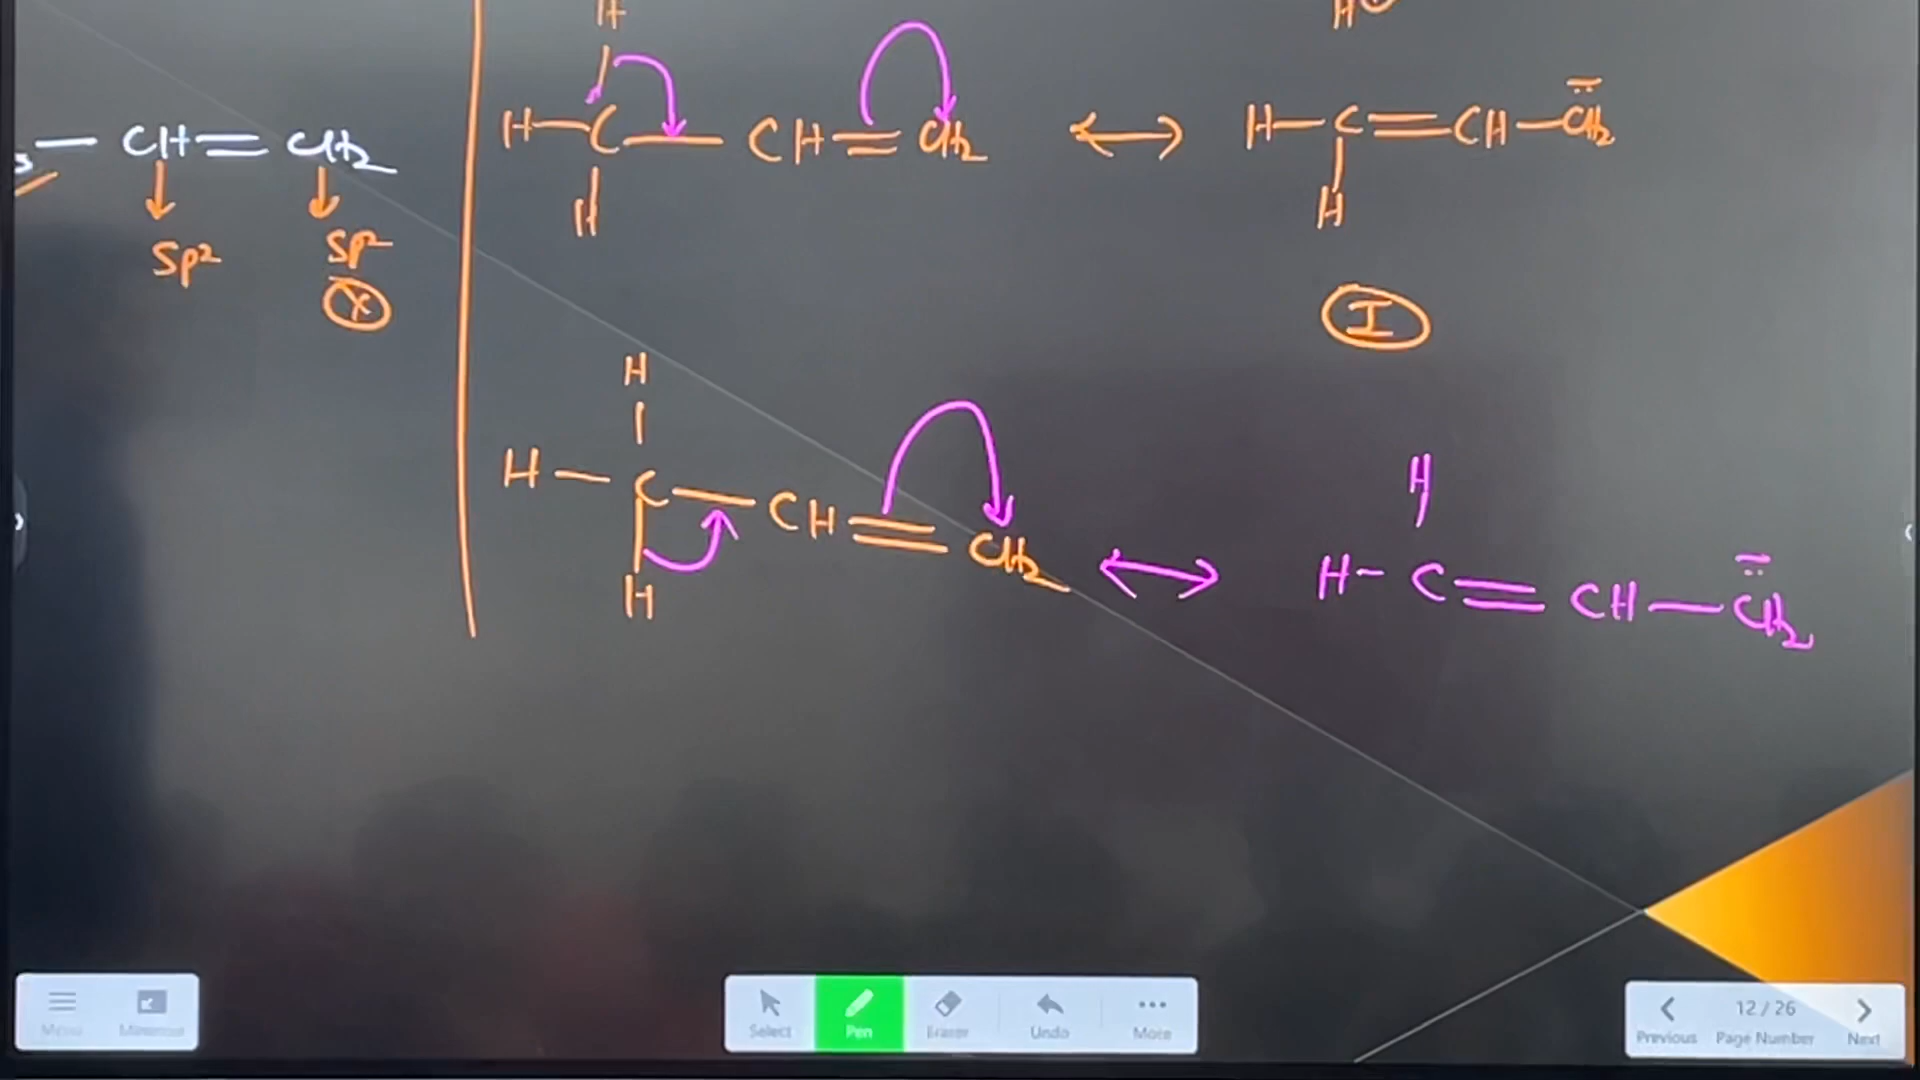 H
H⊕
H—C—CH=CH2 ↔ H—C=CH—C̈H2
H
H
—CH=CH2
sp2
sp2
X
I
H
H—C—CH=CH2 ↔ H-C=CH—C̈H2
H
H
Menu
Select
Pen
Eraser
Undo
More
12/26
Previous
Page Number
Next